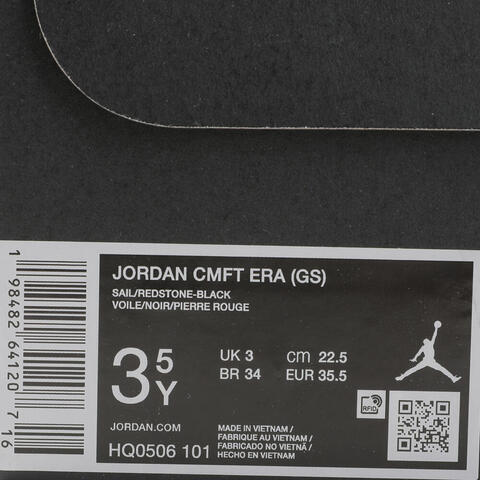 JORDAN CMFT ERA (GS)
SAIL/REDSTONE-BLACK
VOILE/NOIR/PIERRE ROUGE
3 5 Y
UK 3 cm 22.5
BR 34 EUR 35.5
RFID
JORDAN.COM
HQ0506 101
MADE IN VIETNAM /
FABRIQUE AU VIETNAM /
FABRICADO NO VIETNÃ /
HECHO EN VIETNAM
1 98482 64120 7 16